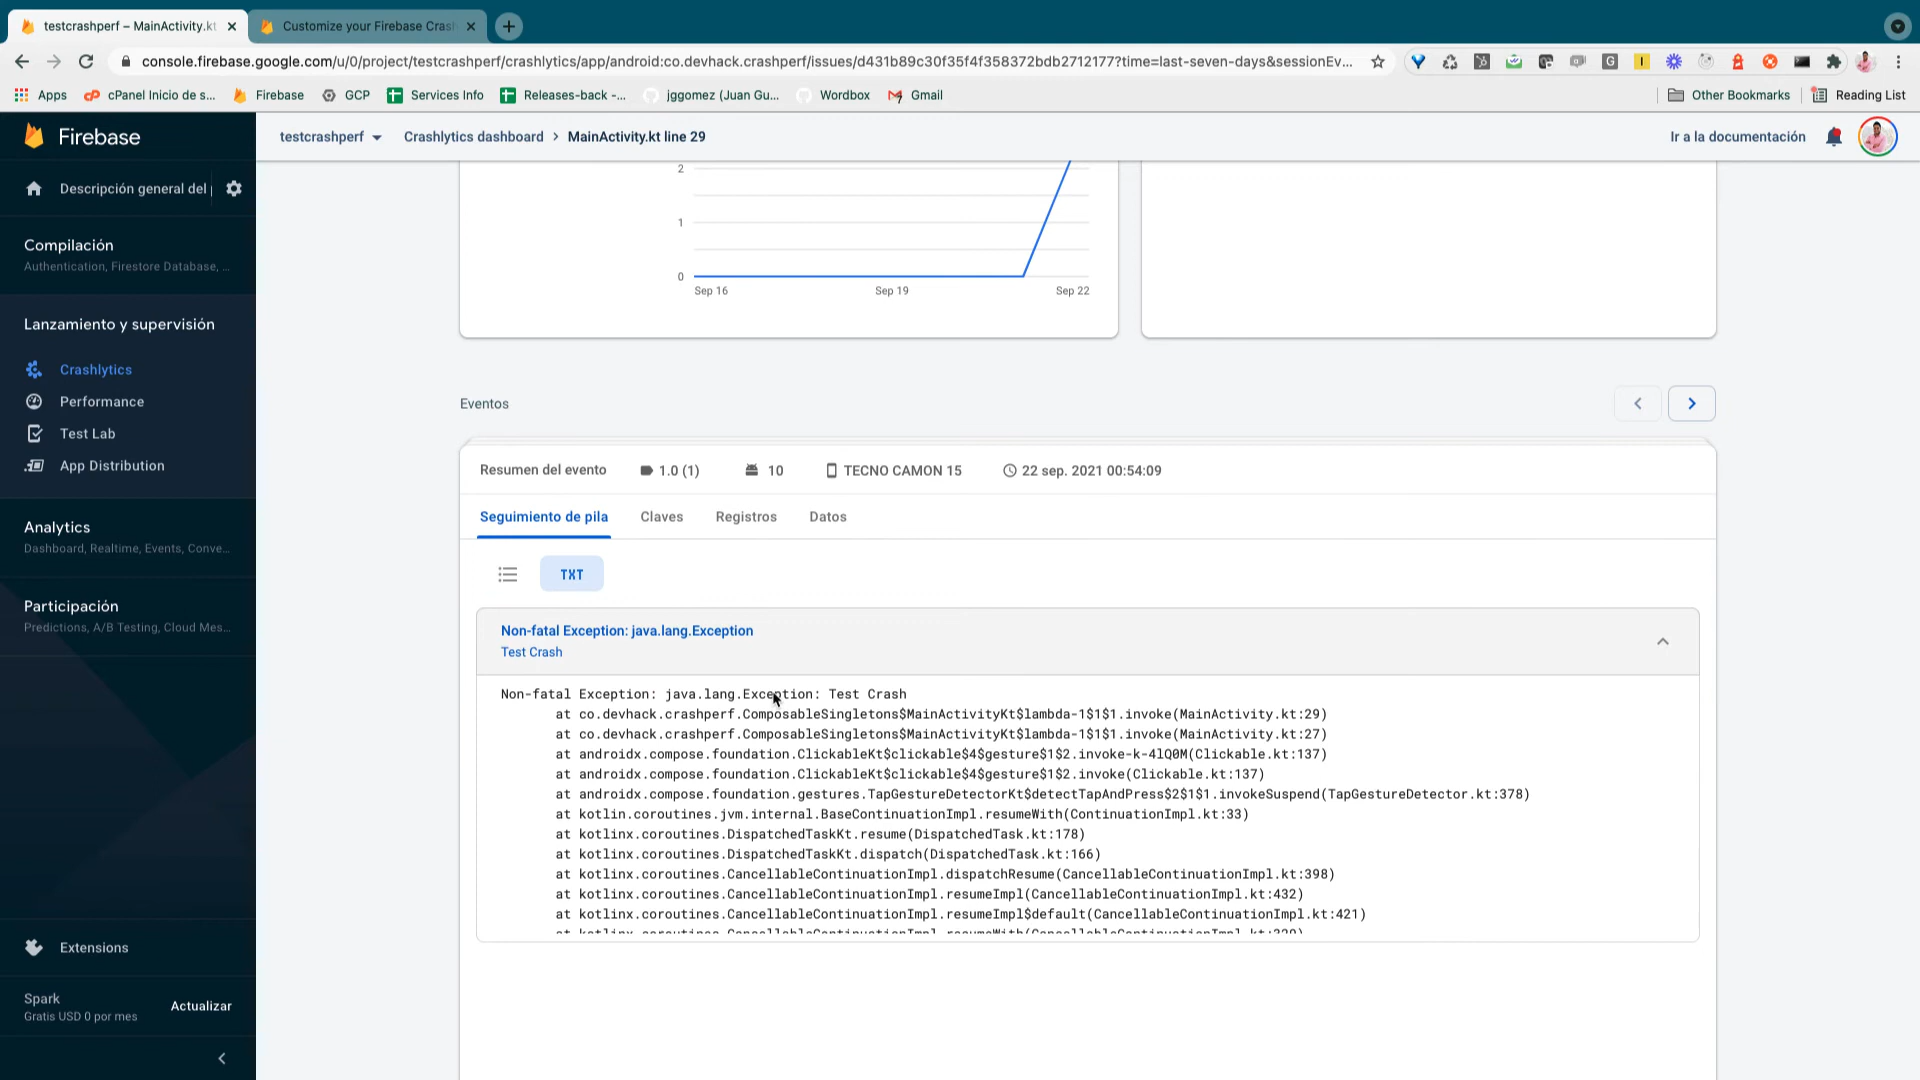 testcrashperf – MainActivity.kt
Customize your Firebase Crash
console.firebase.google.com/u/0/project/testcrashperf/crashlytics/app/android:co.devhack.crashperf/issues/d431b89c30f35f4f358372bdb2712177?time=last-seven-days&sessionEv...
Apps
cPanel Inicio de s...
Firebase
GCP
Services Info
Releases-back -...
jggomez (Juan Gu...
Wordbox
Gmail
Other Bookmarks
Reading List
Firebase
testcrashperf
Crashlytics dashboard > MainActivity.kt line 29
Ir a la documentación
Descripción general del
Compilación
Authentication, Firestore Database, ...
Lanzamiento y supervisión
Crashlytics
Performance
Test Lab
App Distribution
Analytics
Dashboard, Realtime, Events, Conve...
Participación
Predictions, A/B Testing, Cloud Mes...
Extensions
Spark
Gratis USD 0 por mes
Actualizar
2
1
0
Sep 16
Sep 19
Sep 22
Eventos
Resumen del evento
1.0 (1)
10
TECNO CAMON 15
22 sep. 2021 00:54:09
Seguimiento de pila
Claves
Registros
Datos
TXT
Non-fatal Exception: java.lang.Exception
Test Crash
Non-fatal Exception: java.lang.Exception: Test Crash
at co.devhack.crashperf.ComposableSingletons$MainActivityKt$lambda-1$1$1.invoke(MainActivity.kt:29)
at co.devhack.crashperf.ComposableSingletons$MainActivityKt$lambda-1$1$1.invoke(MainActivity.kt:27)
at androidx.compose.foundation.ClickableKt$clickable$4$gesture$1$2.invoke-k-4lQ0M(Clickable.kt:137)
at androidx.compose.foundation.ClickableKt$clickable$4$gesture$1$2.invoke(Clickable.kt:137)
at androidx.compose.foundation.gestures.TapGestureDetectorKt$detectTapAndPress$2$1$1.invokeSuspend(TapGestureDetector.kt:378)
at kotlin.coroutines.jvm.internal.BaseContinuationImpl.resumeWith(ContinuationImpl.kt:33)
at kotlinx.coroutines.DispatchedTaskKt.resume(DispatchedTask.kt:178)
at kotlinx.coroutines.DispatchedTaskKt.dispatch(DispatchedTask.kt:166)
at kotlinx.coroutines.CancellableContinuationImpl.dispatchResume(CancellableContinuationImpl.kt:398)
at kotlinx.coroutines.CancellableContinuationImpl.resumeImpl(CancellableContinuationImpl.kt:432)
at kotlinx.coroutines.CancellableContinuationImpl.resumeImpl$default(CancellableContinuationImpl.kt:421)